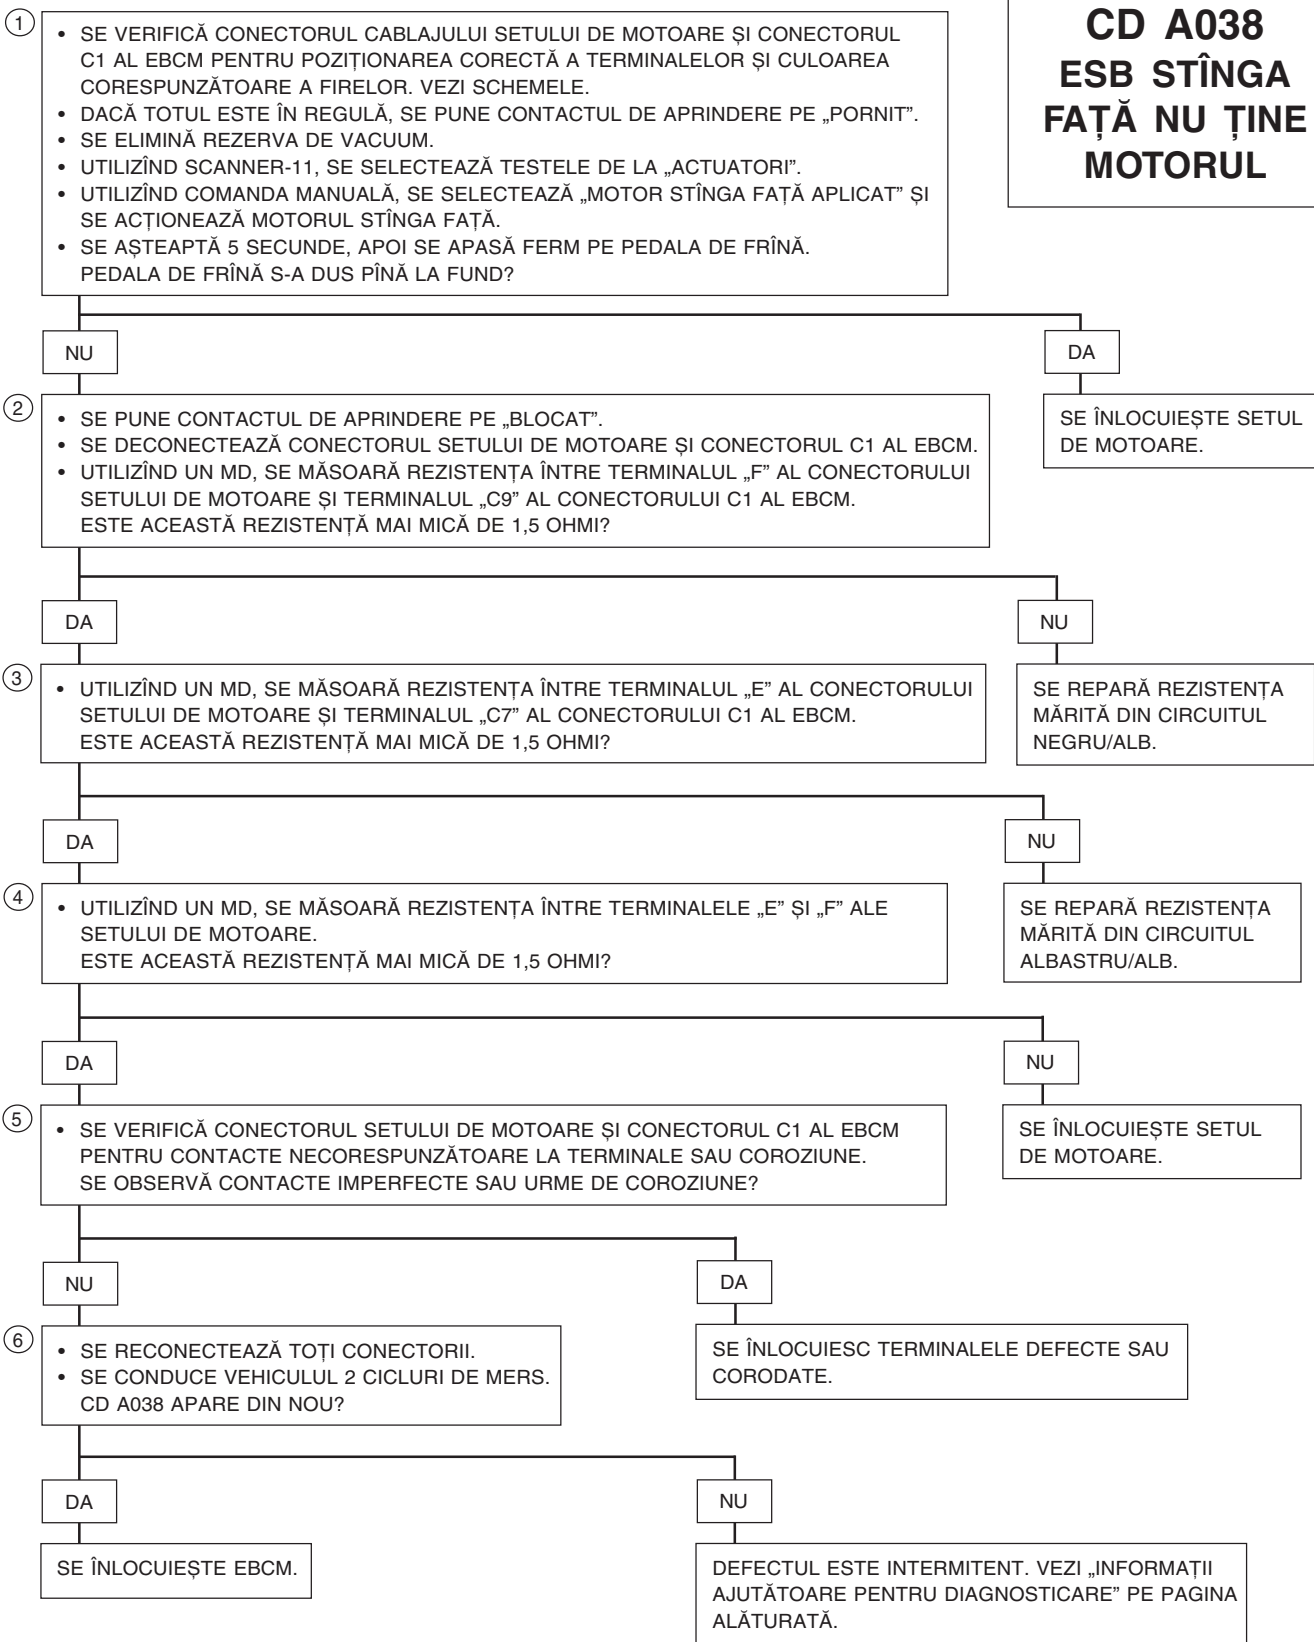 CD A038
ESB STÎNGA
FAȚĂ NU ȚINE
MOTORUL
1
• SE VERIFICĂ CONECTORUL CABLAJULUI SETULUI DE MOTOARE ȘI CONECTORUL
C1 AL EBCM PENTRU POZIȚIONAREA CORECTĂ A TERMINALELOR ȘI CULOAREA
CORESPUNZĂTOARE A FIRELOR. VEZI SCHEMELE.
• DACĂ TOTUL ESTE ÎN REGULĂ, SE PUNE CONTACTUL DE APRINDERE PE „PORNIT”.
• SE ELIMINĂ REZERVA DE VACUUM.
• UTILIZÎND SCANNER-11, SE SELECTEAZĂ TESTELE DE LA „ACTUATORI”.
• UTILIZÎND COMANDA MANUALĂ, SE SELECTEAZĂ „MOTOR STÎNGA FAȚĂ APLICAT” ȘI
SE ACȚIONEAZĂ MOTORUL STÎNGA FAȚĂ.
• SE AȘTEAPTĂ 5 SECUNDE, APOI SE APASĂ FERM PE PEDALA DE FRÎNĂ.
PEDALA DE FRÎNĂ S-A DUS PÎNĂ LA FUND?
NU
DA
SE ÎNLOCUIEȘTE SETUL
DE MOTOARE.
2
• SE PUNE CONTACTUL DE APRINDERE PE „BLOCAT”.
• SE DECONECTEAZĂ CONECTORUL SETULUI DE MOTOARE ȘI CONECTORUL C1 AL EBCM.
• UTILIZÎND UN MD, SE MĂSOARĂ REZISTENȚA ÎNTRE TERMINALUL „F” AL CONECTORULUI
SETULUI DE MOTOARE ȘI TERMINALUL „C9” AL CONECTORULUI C1 AL EBCM.
ESTE ACEASTĂ REZISTENȚĂ MAI MICĂ DE 1,5 OHMI?
DA
NU
SE REPARĂ REZISTENȚA
MĂRITĂ DIN CIRCUITUL
NEGRU/ALB.
3
• UTILIZÎND UN MD, SE MĂSOARĂ REZISTENȚA ÎNTRE TERMINALUL „E” AL CONECTORULUI
SETULUI DE MOTOARE ȘI TERMINALUL „C7” AL CONECTORULUI C1 AL EBCM.
ESTE ACEASTĂ REZISTENȚĂ MAI MICĂ DE 1,5 OHMI?
DA
NU
SE REPARĂ REZISTENȚA
MĂRITĂ DIN CIRCUITUL
ALBASTRU/ALB.
4
• UTILIZÎND UN MD, SE MĂSOARĂ REZISTENȚA ÎNTRE TERMINALELE „E” ȘI „F” ALE
SETULUI DE MOTOARE.
ESTE ACEASTĂ REZISTENȚĂ MAI MICĂ DE 1,5 OHMI?
DA
NU
SE ÎNLOCUIEȘTE SETUL
DE MOTOARE.
5
• SE VERIFICĂ CONECTORUL SETULUI DE MOTOARE ȘI CONECTORUL C1 AL EBCM
PENTRU CONTACTE NECORESPUNZĂTOARE LA TERMINALE SAU COROZIUNE.
SE OBSERVĂ CONTACTE IMPERFECTE SAU URME DE COROZIUNE?
NU
DA
SE ÎNLOCUIESC TERMINALELE DEFECTE SAU
CORODATE.
6
• SE RECONECTEAZĂ TOȚI CONECTORII.
• SE CONDUCE VEHICULUL 2 CICLURI DE MERS.
CD A038 APARE DIN NOU?
DA
NU
SE ÎNLOCUIEȘTE EBCM.
DEFECTUL ESTE INTERMITENT. VEZI „INFORMAȚII
AJUTĂTOARE PENTRU DIAGNOSTICARE” PE PAGINA
ALĂTURATĂ.